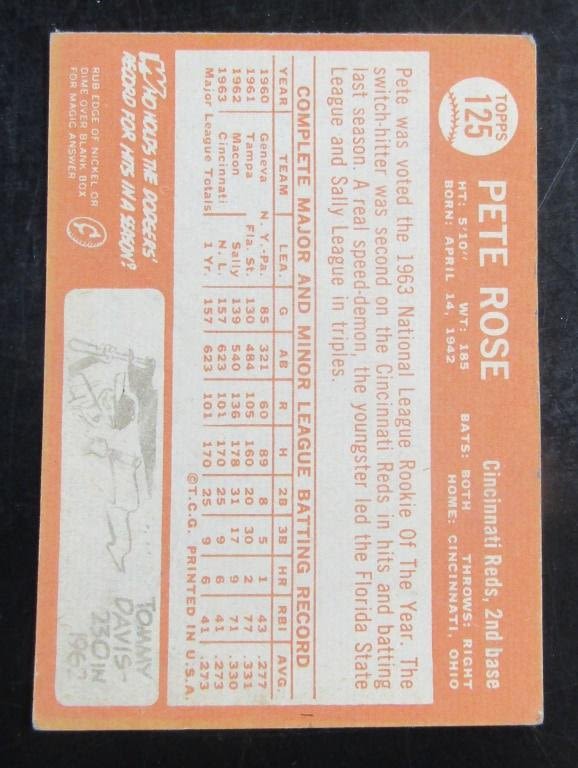 TOPPS
125
PETE ROSE
Cincinnati Reds, 2nd base
HT: 5'10" WT: 185 BATS: BOTH THROWS: RIGHT
BORN: APRIL 14, 1942 HOME: CINCINNATI, OHIO
Pete was voted the 1963 National League Rookie Of The Year. The
switch-hitter was second on the Cincinnati Reds in hits and batting
last season. A real speed-demon, the youngster led the Florida State
League and Sally League in triples.
COMPLETE MAJOR AND MINOR LEAGUE BATTING RECORD
YEAR TEAM LEA. G AB R H 2B 3B HR RBI AVG.
1960 Geneva N.Y.-Pa. 85 321 60 89 8 5 1 43 .277
1961 Tampa Fla. St. 130 484 105 160 20 30 2 77 .331
1962 Macon Sally 139 540 136 178 31 17 9 71 .330
1963 Cincinnati N.L. 157 623 101 170 25 9 6 41 .273
Major League Totals 1 Yr. 157 623 101 170 25 9 6 41 .273
©T.C.G. PRINTED IN U.S.A.
WHO HOLDS THE DODGERS'
RECORD FOR HITS IN A SEASON?
RUB EDGE OF NICKEL OR
DIME OVER BLANK BOX
FOR MAGIC ANSWER
TOMMY
DAVIS-
230 IN
1962